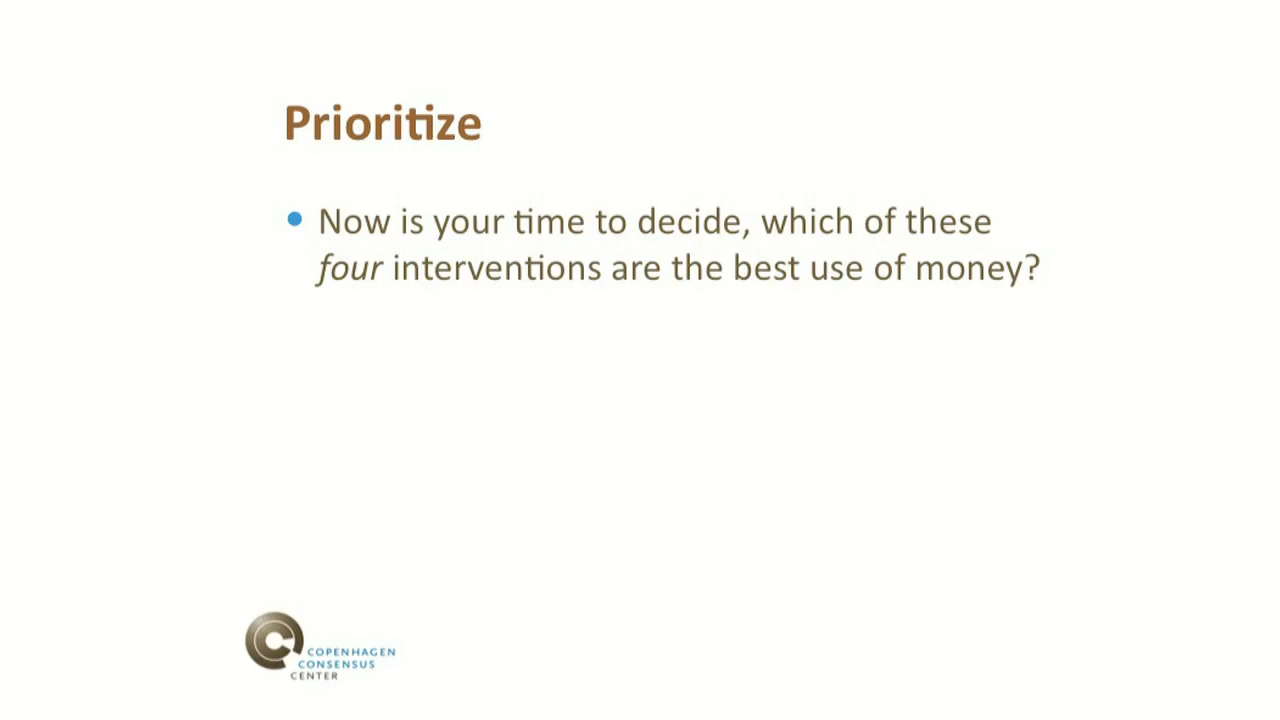 Prioritize
• Now is your time to decide, which of these
four interventions are the best use of money?
COPENHAGEN
CONSENSUS
CENTER